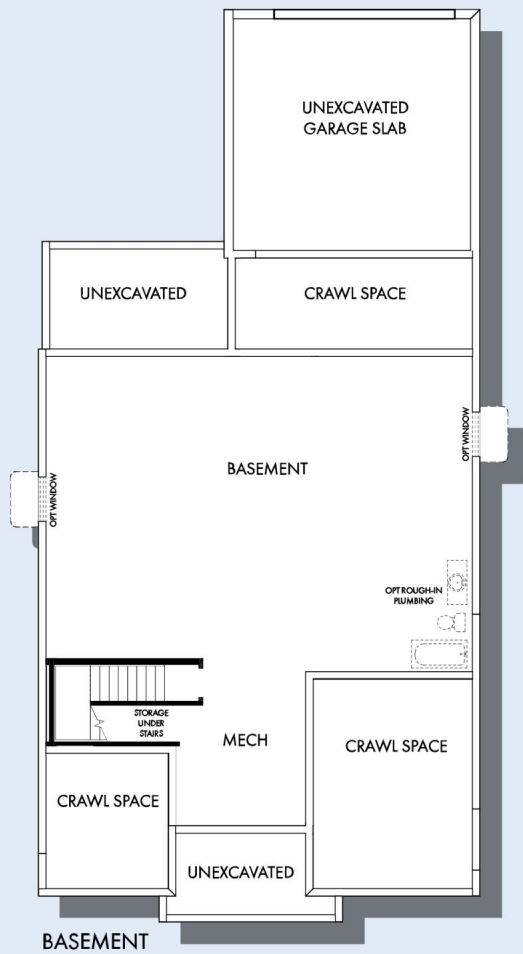 UNEXCAVATED
GARAGE SLAB
UNEXCAVATED
CRAWL SPACE
OPT WINDOW
BASEMENT
OPT WINDOW
OPT ROUGH-IN
PLUMBING
STORAGE
UNDER
STAIRS
MECH
CRAWL SPACE
CRAWL SPACE
UNEXCAVATED
BASEMENT